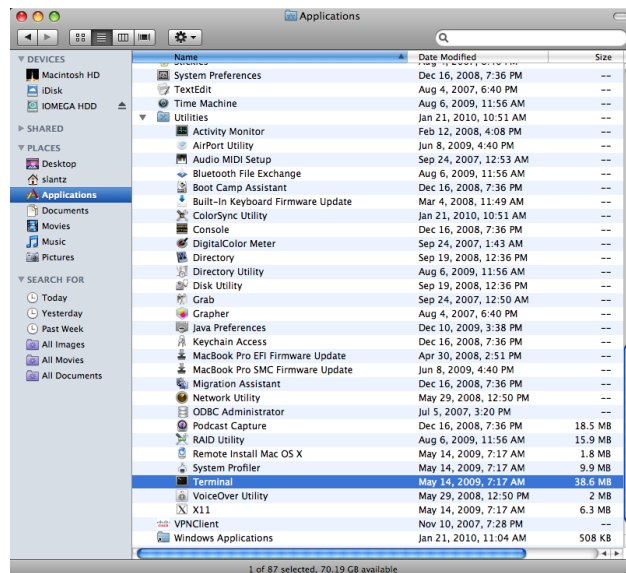 Applications
Name Date Modified Size
System Preferences Dec 16, 2008, 7:36 PM --
TextEdit Aug 4, 2007, 6:40 PM --
Time Machine Aug 6, 2009, 11:56 AM --
Utilities Jan 21, 2010, 10:51 AM --
Activity Monitor Feb 12, 2008, 4:08 PM --
AirPort Utility Jun 8, 2009, 4:40 PM --
Audio MIDI Setup Sep 24, 2007, 12:53 AM --
Bluetooth File Exchange Aug 6, 2009, 11:56 AM --
Boot Camp Assistant Dec 16, 2008, 7:36 PM --
Built-In Keyboard Firmware Update Mar 4, 2008, 11:49 AM --
ColorSync Utility Jan 21, 2010, 10:51 AM --
Console Dec 16, 2008, 7:36 PM --
DigitalColor Meter Sep 24, 2007, 1:43 AM --
Directory Sep 19, 2008, 12:36 PM --
Directory Utility Aug 6, 2009, 11:56 AM --
Disk Utility Sep 19, 2008, 12:36 PM --
Grab Sep 24, 2007, 12:50 AM --
Grapher Aug 4, 2007, 6:40 PM --
Java Preferences Dec 10, 2009, 3:38 PM --
Keychain Access Dec 16, 2008, 7:36 PM --
MacBook Pro EFI Firmware Update Apr 30, 2008, 2:51 PM --
MacBook Pro SMC Firmware Update Jun 8, 2009, 4:40 PM --
Migration Assistant Dec 16, 2008, 7:36 PM --
Network Utility May 29, 2008, 12:50 PM --
ODBC Administrator Jul 5, 2007, 3:20 PM --
Podcast Capture Dec 16, 2008, 7:36 PM 18.5 MB
RAID Utility Aug 6, 2009, 11:56 AM 15.9 MB
Remote Install Mac OS X May 14, 2009, 7:17 AM 1.8 MB
System Profiler May 14, 2009, 7:17 AM 9.9 MB
Terminal May 14, 2009, 7:17 AM 38.6 MB
VoiceOver Utility May 29, 2008, 12:50 PM 2 MB
X11 May 14, 2009, 7:17 AM 6.3 MB
VPNClient Nov 10, 2007, 7:28 PM --
Windows Applications Jan 21, 2010, 11:04 AM 508 KB
DEVICES
Macintosh HD
iDisk
IOMEGA HDD
SHARED
PLACES
Desktop
slantz
Applications
Documents
Movies
Music
Pictures
SEARCH FOR
Today
Yesterday
Past Week
All Images
All Movies
All Documents
1 of 87 selected, 70.19 GB available